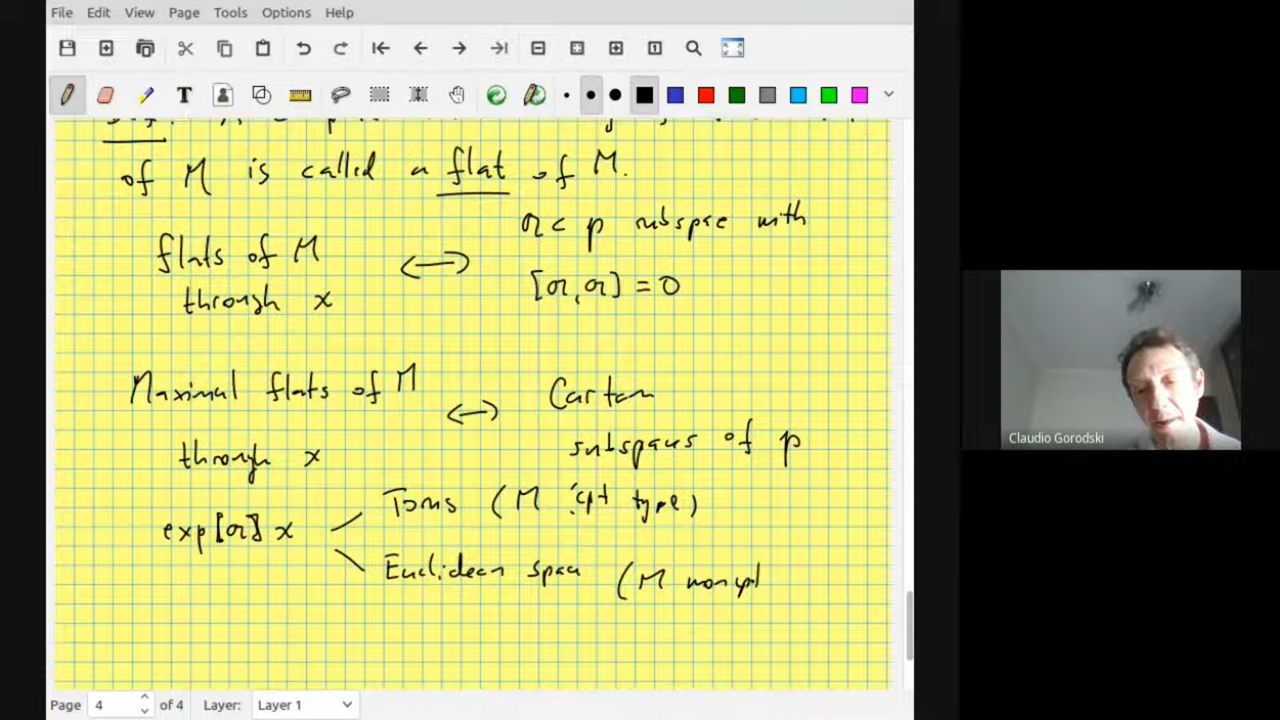 File Edit View Page Tools Options Help
of M is called a flat of M.
flats of M through x
⟷
𝔞 ⊂ p subspace with
[𝔞, 𝔞] = 0
Maximal flats of M
through x
⟷
Cartan
subspaces of p
exp[𝔞] x
Torus (M cpt type)
Euclidean space (M noncpt
Claudio Gorodski
Page 4 of 4 Layer: Layer 1